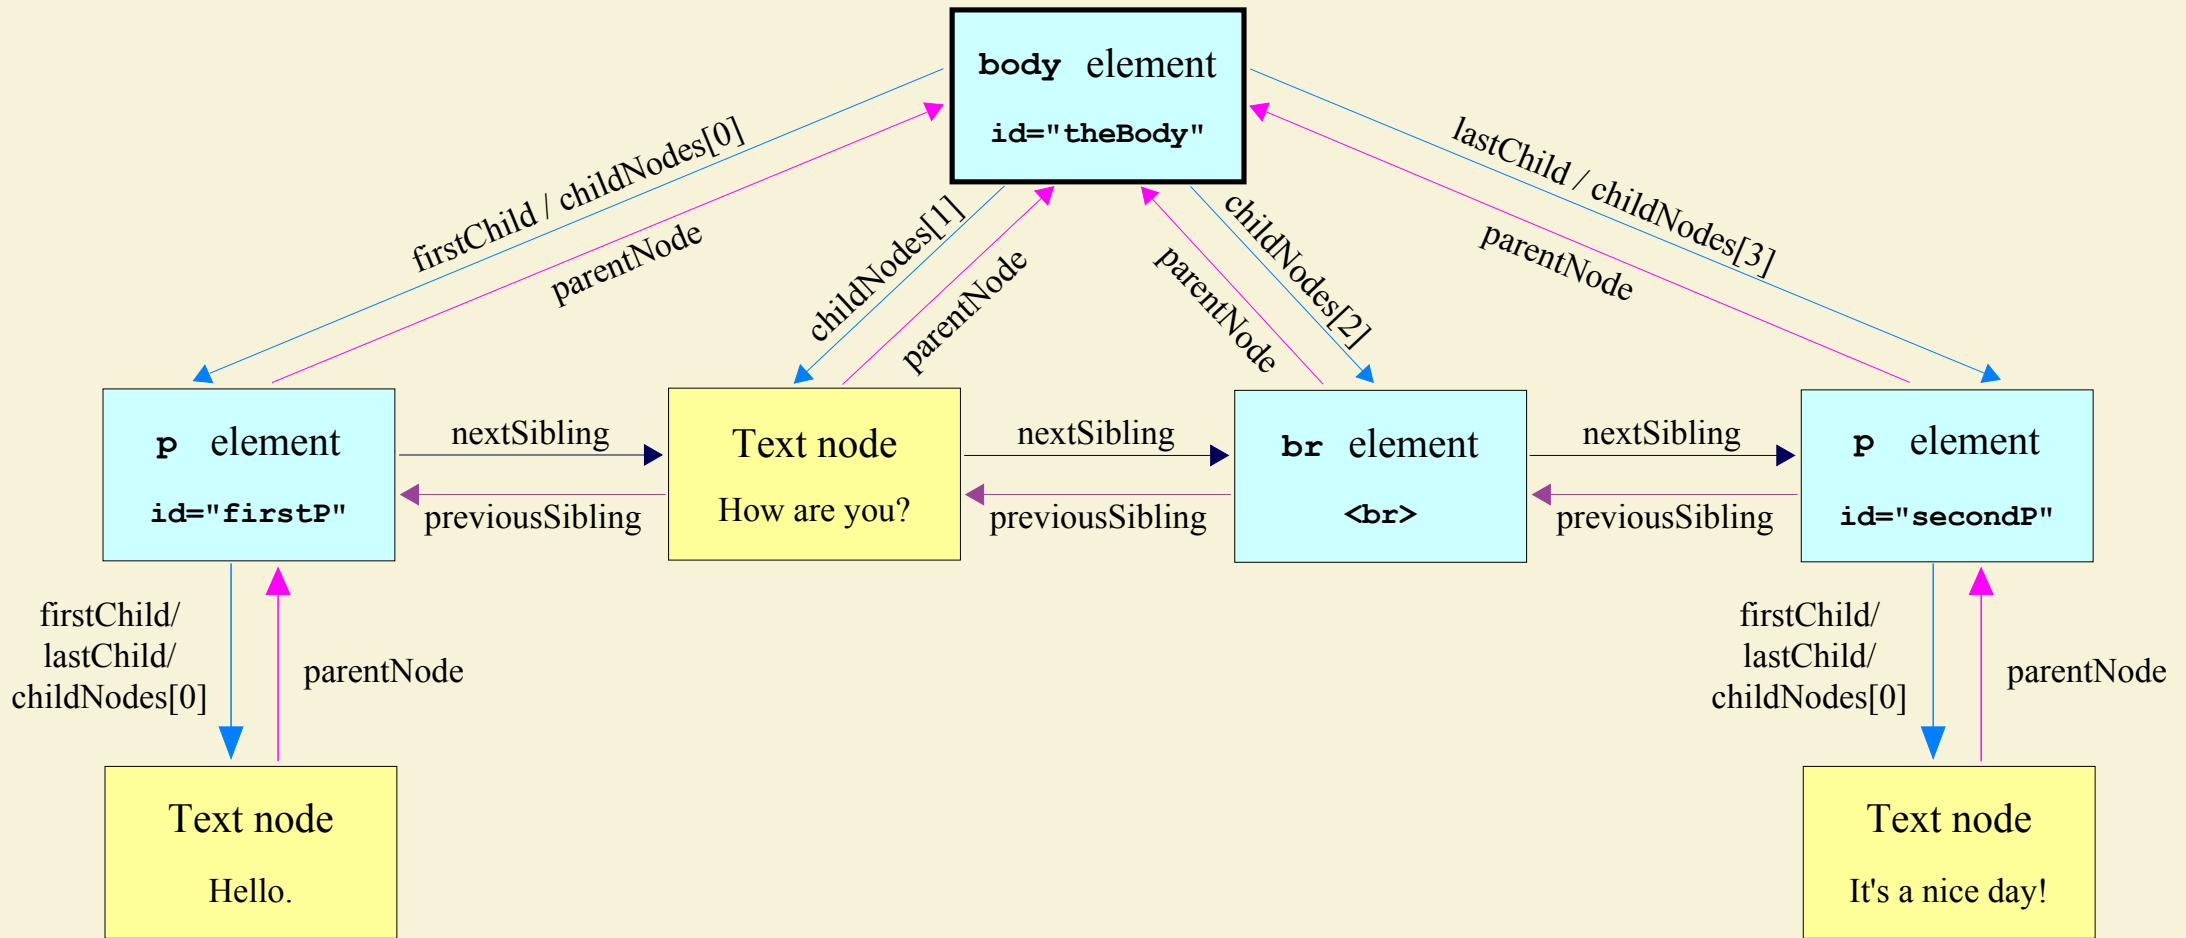 body element
id="theBody"
firstChild / childNodes[0]
parentNode
childNodes[1]
parentNode
parentNode
childNodes[2]
lastChild / childNodes[3]
parentNode
p element
id="firstP"
nextSibling
previousSibling
Text node
How are you?
nextSibling
previousSibling
br element
<br>
nextSibling
previousSibling
p element
id="secondP"
firstChild/
lastChild/
childNodes[0]
parentNode
firstChild/
lastChild/
childNodes[0]
parentNode
Text node
Hello.
Text node
It's a nice day!